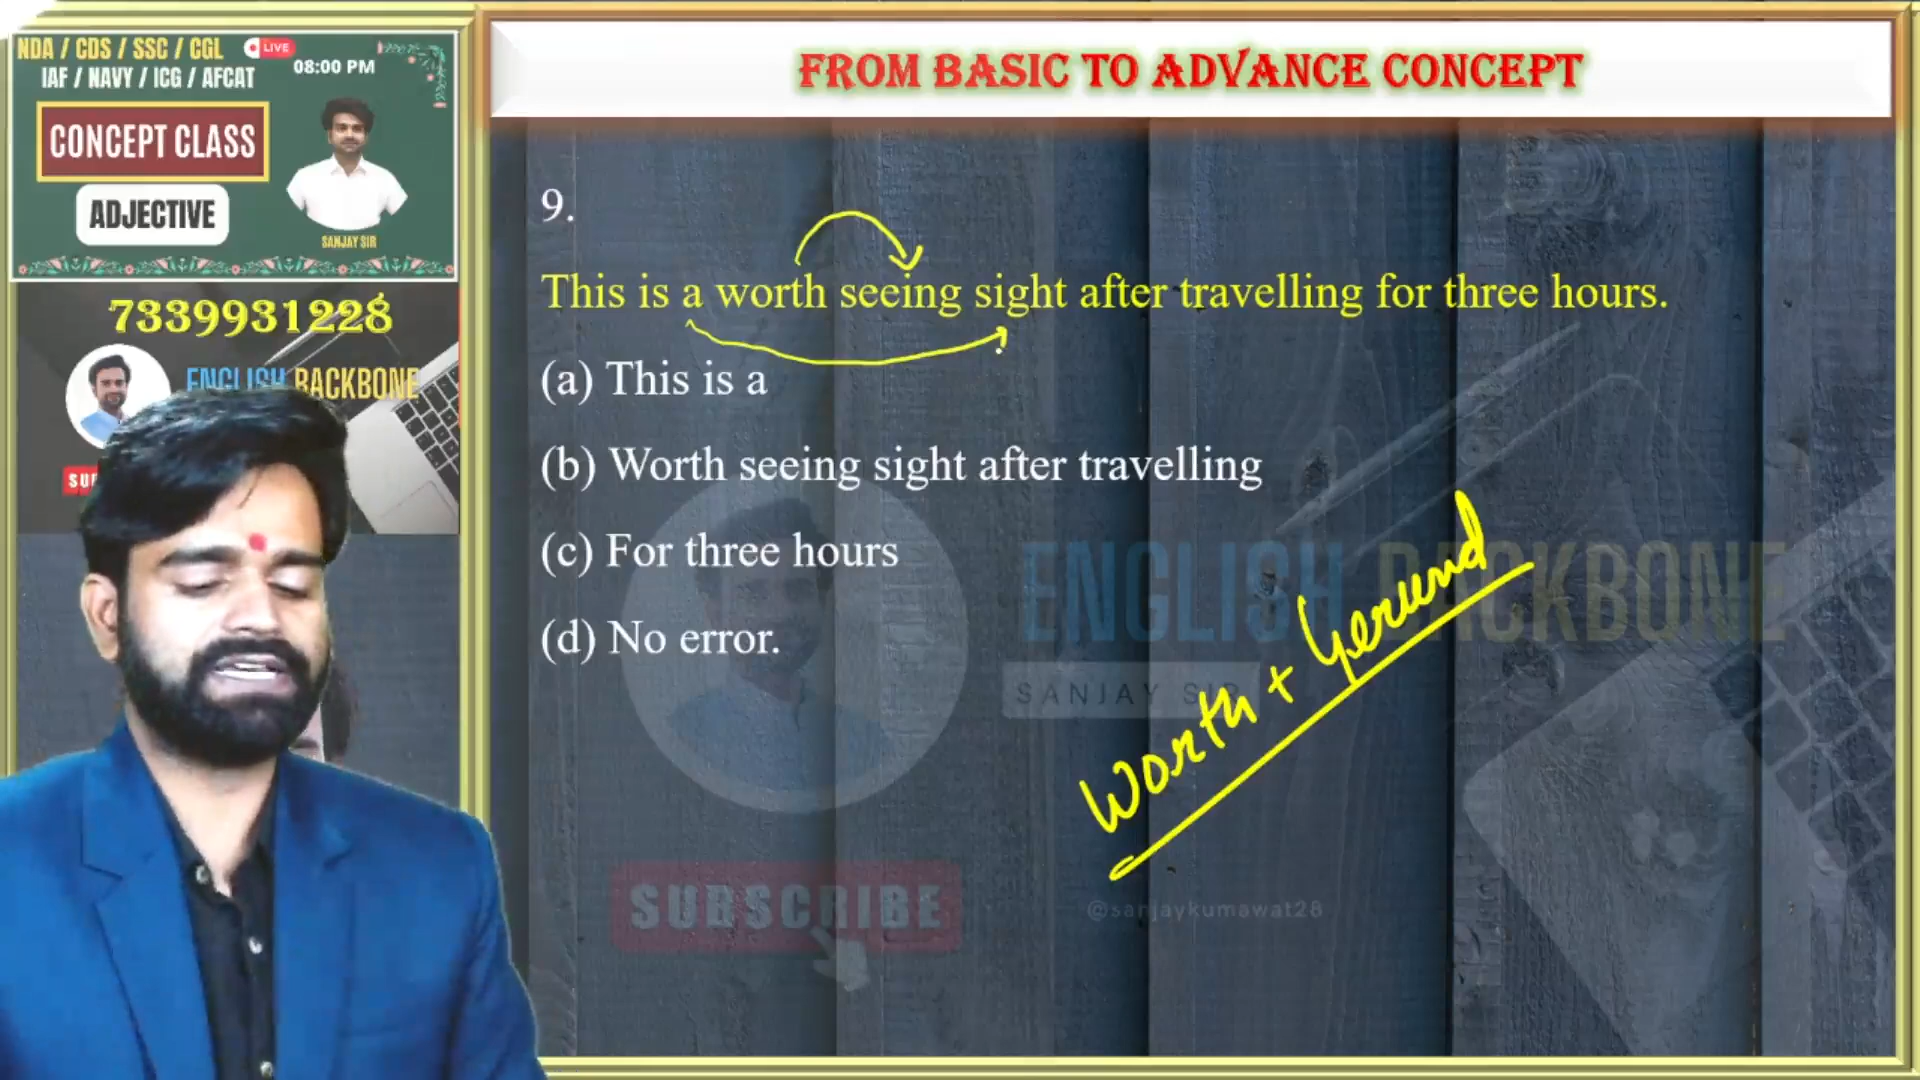 NDA / CDS / SSC / CGL
LIVE
IAF / NAVY / ICG / AFCAT
08:00 PM
CONCEPT CLASS
ADJECTIVE
SANJAY SIR
7339931228
ENGLISH BACKBONE
FROM BASIC TO ADVANCE CONCEPT
9.
This is a worth seeing sight after travelling for three hours.
(a) This is a
(b) Worth seeing sight after travelling
(c) For three hours
(d) No error.
Worth + Gerund
ENGLISH BACKBONE
SANJAY SIR
SUBSCRIBE
@sanjaykumawat28